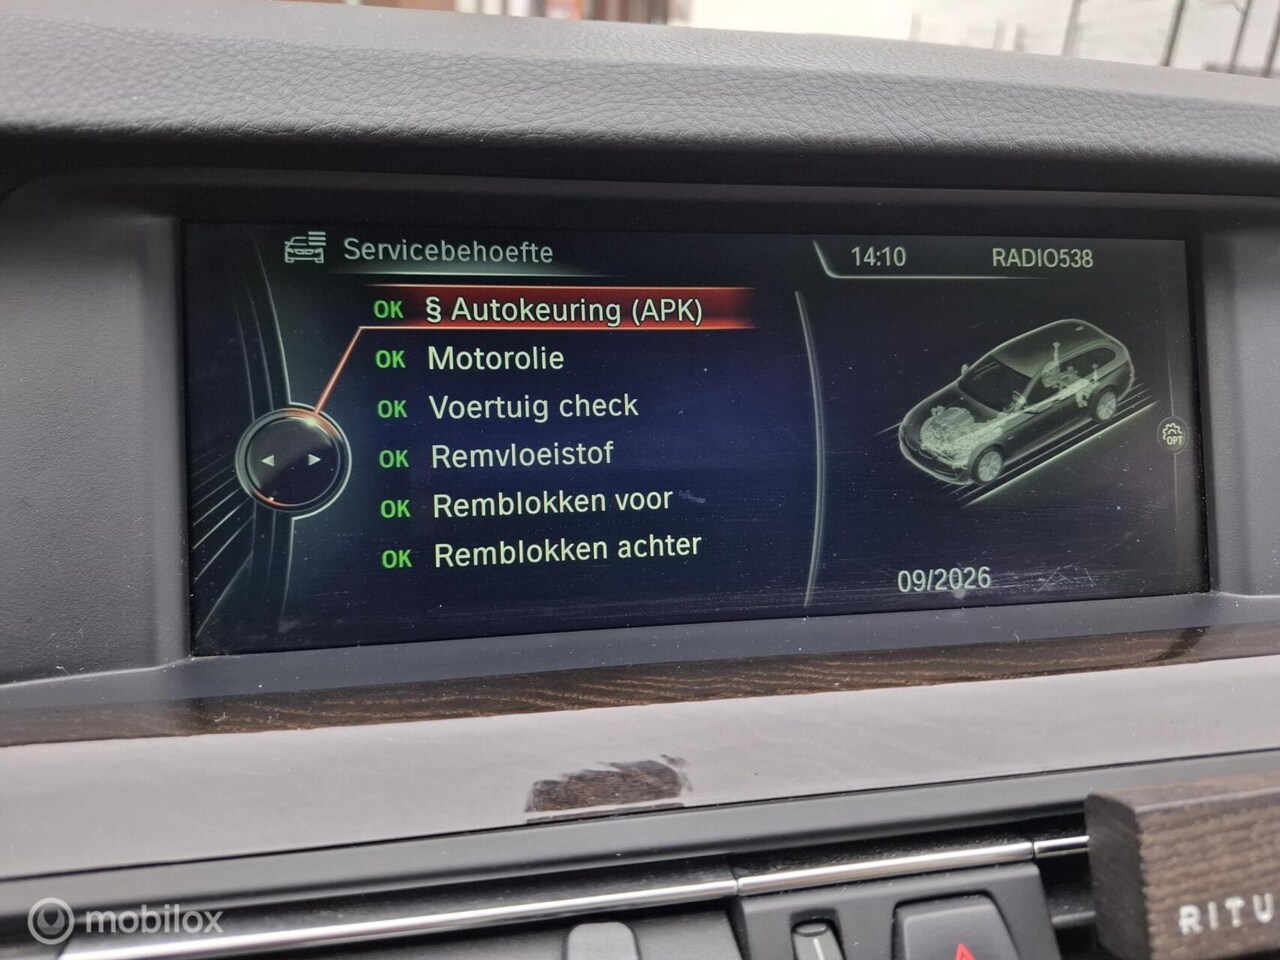 Servicebehoefte
14:10 RADIO538
OK § Autokeuring (APK)
OK Motorolie
OK Voertuig check
OK Remvloeistof
OK Remblokken voor
OK Remblokken achter
OPT
09/2026
RITU
mobilox